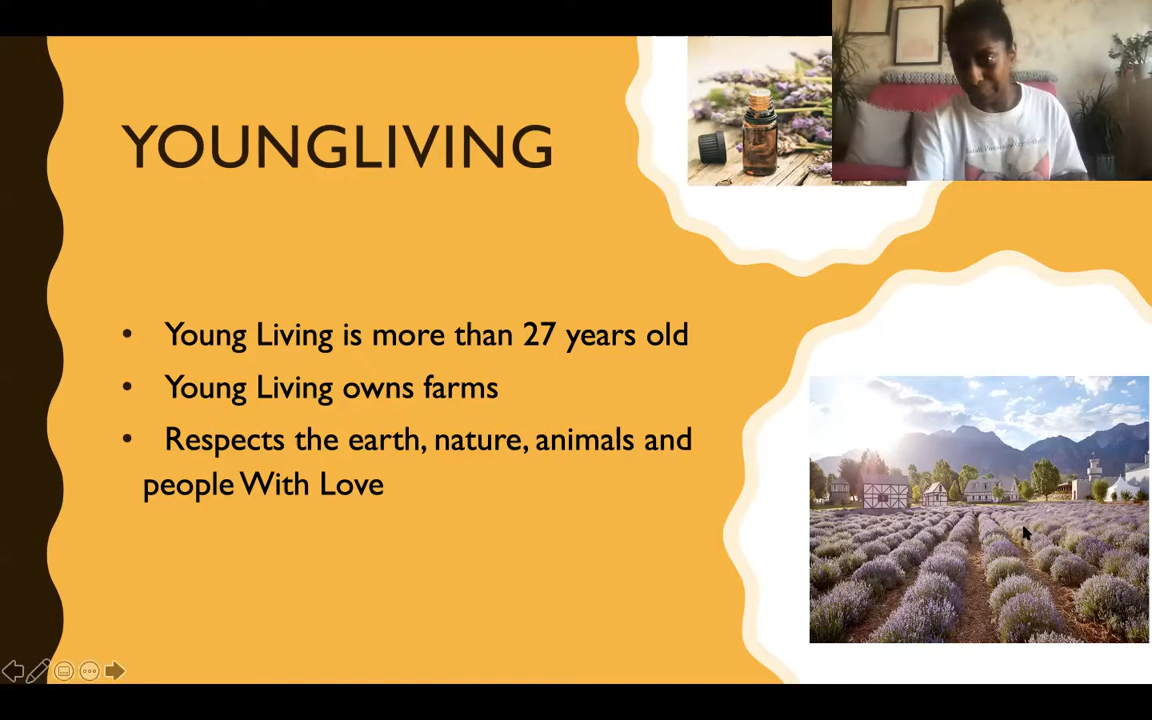 YOUNGLIVING
• Young Living is more than 27 years old
• Young Living owns farms
• Respects the earth, nature, animals and
people With Love